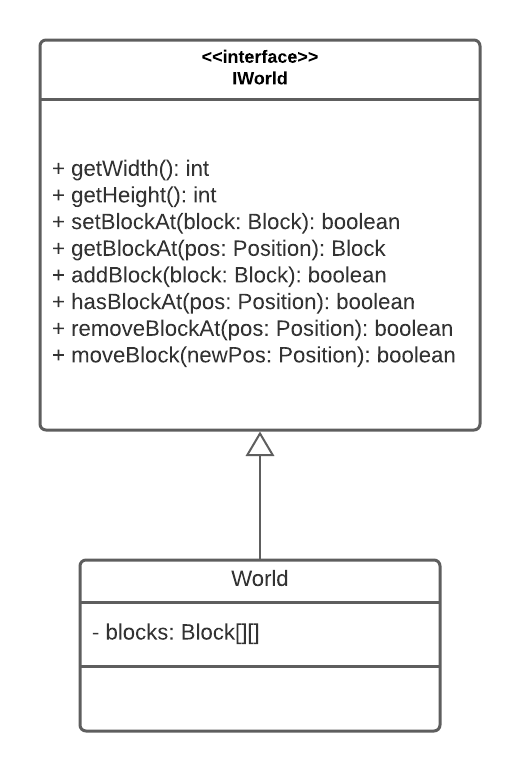 <<interface>>
IWorld
+ getWidth(): int
+ getHeight(): int
+ setBlockAt(block: Block): boolean
+ getBlockAt(pos: Position): Block
+ addBlock(block: Block): boolean
+ hasBlockAt(pos: Position): boolean
+ removeBlockAt(pos: Position): boolean
+ moveBlock(newPos: Position): boolean
World
- blocks: Block[][]